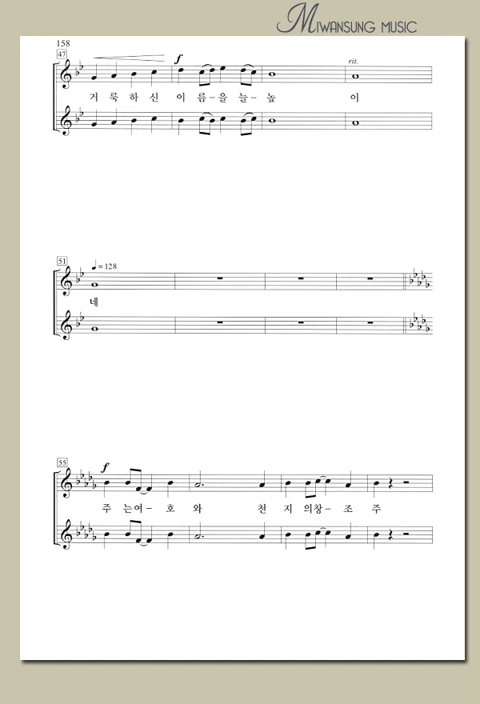 MIWANSUNG MUSIC
158
47
f
rit.
거 룩 하 신 이 름-을 늘-높 이
51
♩ = 128
네
55
f
주 는여-호 와 천 지 의창-조 주